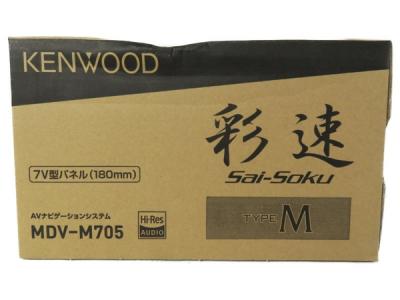 KENWOOD
彩速
Sai-Soku
7V型パネル(180mm)
AVナビゲーションシステム
MDV-M705
Hi-Res
AUDIO
TYPE M